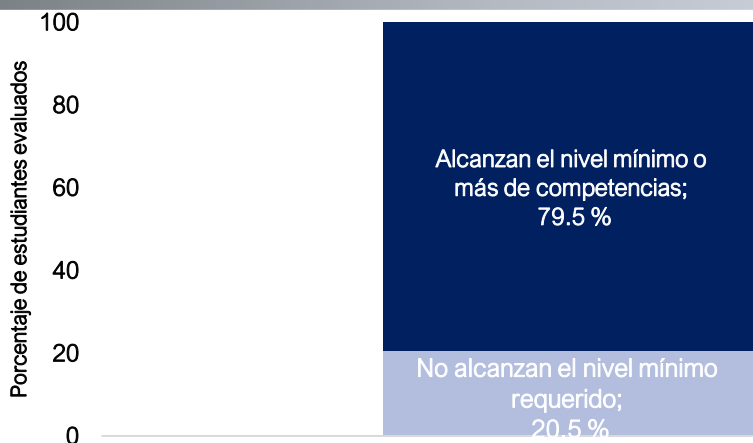 Porcentaje de estudiantes evaluados
100
80
60
40
20
0
Alcanzan el nivel mínimo o
más de competencias;
79.5 %
No alcanzan el nivel mínimo
requerido;
20.5 %